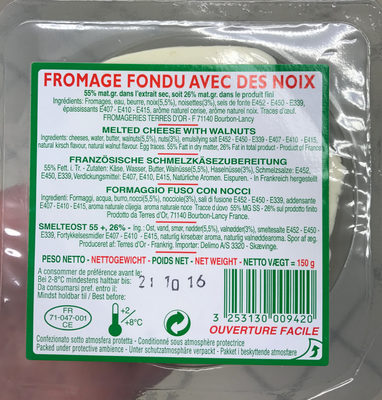 FROMAGE FONDU AVEC DES NOIX
55% mat.gr. dans l'extrait sec, soit 26% mat.gr. dans le produit fini
Ingrédients: Fromages, eau, beurre, noix(5,5%), noisettes(3%), seis de fonte E452 - E450 - E339,
épaississants E407 - E410 - E415, arôme naturel cerise, arôme naturel noix. Traces d'œuf.
FROMAGERIES TERRES D'OR - F 71140 Bourbon-Lancy
MELTED CHEESE WITH WALNUTS
Ingredients: cheeses, water, butter, walnuts(5,5%), nuts(3%), emulsifying salt E452 - E450 - E339, E407 - E410 - E415,
natural kirsch flavour, natural walnut flavour. Egg traces. 55% Fatt in dry matter, 26% Fatt in total product - Product of France
FRANZÖSISCHE SCHMELZKÄSEZUBEREITUNG
55% Fett. i. Tr. - Zutaten: Käse, Wasser, Butter, Walnüsse(5,5%), Haselnüsse(3%), Schmelzsalze: E452,
E450, E339, Verdickungsmittel: E407, E410, E415, Natürliche Aromen. Eispuren. - In Frankreich hergestellt
FORMAGGIO FUSO CON NOCCI
Ingredienti: Formaggi, acqua, burro, noci(5,5%), nocciole(3%), sali di fusione E452 - E450 - E339, addensante
E407 - E410 - E415, aroma naturale ciliegia, aroma naturale noce. Tracce d'uovo. 55% MG SS - 26% sul prodotto finito
Prodotto da Terres d'Or, 71140 Bourbon-Lancy France.
SMELTEOST 55 +, 26% - Ing.: Ost, vand, smør, nødder(5,5%), valnødder(3%), smeltesalte E452 - E450 -
E339, Fortykkelsesmidler E407 - E410 - E415, naturlig kirsebær aroma, naturlig valnøddearoma. Spor af æg.
Produceret af: Terres d'Or - Frankrig. Importør: Delimo A/S 3320 - Skævinge.
PESO NETTO - NETTOGEWICHT - POIDS NET - NET WEIGHT - NETTO VÆGT = 150 g
A consommer de préférence avant le:
Bei 2-8°C mindestens haltbar bis:
Da consumarsi pref. entro il:
Mindst holdbar til / Best before:
21 10 16
FR
71-047-001
CE
+2/
+8°C
3 253130 009420
OUVERTURE FACILE
Confezionato sotto atmosfera protetta - Conditionné sous atmosphère protectrice
Packed under protective ambient - Unter schutzatmosphäre verpackt - Pakket i beskyttende atmosfære